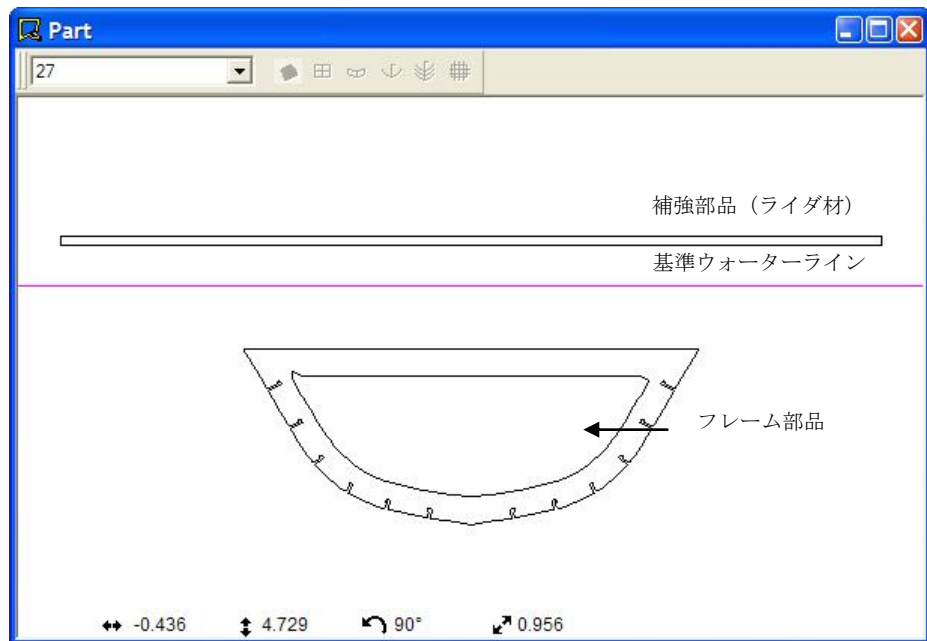 Part
27
補強部品（ライダ材）
基準ウォーターライン
フレーム部品
-0.436 4.729 90° 0.956